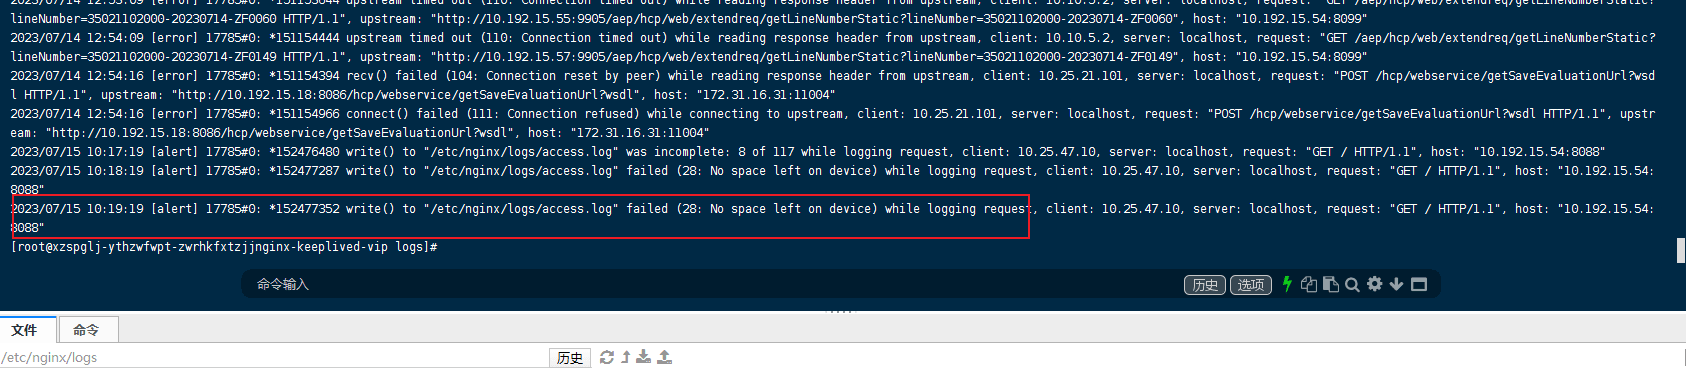 2023/07/14 12:53:09 [error] 17785#0: *151153644 upstream timed out (110: Connection timed out) while reading response header from upstream, client: 10.10.5.2, server: localhost, request: "GET /aep/hcp/web/extendreq/getLineNumberStatic?
lineNumber=35021102000-20230714-ZF0060 HTTP/1.1", upstream: "http://10.192.15.55:9905/aep/hcp/web/extendreq/getLineNumberStatic?lineNumber=35021102000-20230714-ZF0060", host: "10.192.15.54:8099"
2023/07/14 12:54:09 [error] 17785#0: *151154444 upstream timed out (110: Connection timed out) while reading response header from upstream, client: 10.10.5.2, server: localhost, request: "GET /aep/hcp/web/extendreq/getLineNumberStatic?
lineNumber=35021102000-20230714-ZF0149 HTTP/1.1", upstream: "http://10.192.15.57:9905/aep/hcp/web/extendreq/getLineNumberStatic?lineNumber=35021102000-20230714-ZF0149", host: "10.192.15.54:8099"
2023/07/14 12:54:16 [error] 17785#0: *151154394 recv() failed (104: Connection reset by peer) while reading response header from upstream, client: 10.25.21.101, server: localhost, request: "POST /hcp/webservice/getSaveEvaluationUrl?wsd
l HTTP/1.1", upstream: "http://10.192.15.18:8086/hcp/webservice/getSaveEvaluationUrl?wsdl", host: "172.31.16.31:11004"
2023/07/14 12:54:16 [error] 17785#0: *151154966 connect() failed (111: Connection refused) while connecting to upstream, client: 10.25.21.101, server: localhost, request: "POST /hcp/webservice/getSaveEvaluationUrl?wsdl HTTP/1.1", upstr
eam: "http://10.192.15.18:8086/hcp/webservice/getSaveEvaluationUrl?wsdl", host: "172.31.16.31:11004"
2023/07/15 10:17:19 [alert] 17785#0: *152476480 write() to "/etc/nginx/logs/access.log" was incomplete: 8 of 117 while logging request, client: 10.25.47.10, server: localhost, request: "GET / HTTP/1.1", host: "10.192.15.54:8088"
2023/07/15 10:18:19 [alert] 17785#0: *152477287 write() to "/etc/nginx/logs/access.log" failed (28: No space left on device) while logging request, client: 10.25.47.10, server: localhost, request: "GET / HTTP/1.1", host: "10.192.15.54:
8088"
2023/07/15 10:19:19 [alert] 17785#0: *152477352 write() to "/etc/nginx/logs/access.log" failed (28: No space left on device) while logging request, client: 10.25.47.10, server: localhost, request: "GET / HTTP/1.1", host: "10.192.15.54:
8088"
[root@xzspglj-ythzwfwpt-zwrhkfxtzjjnginx-keeplived-vip logs]#
命令输入 历史 选项
文件 命令
/etc/nginx/logs 历史